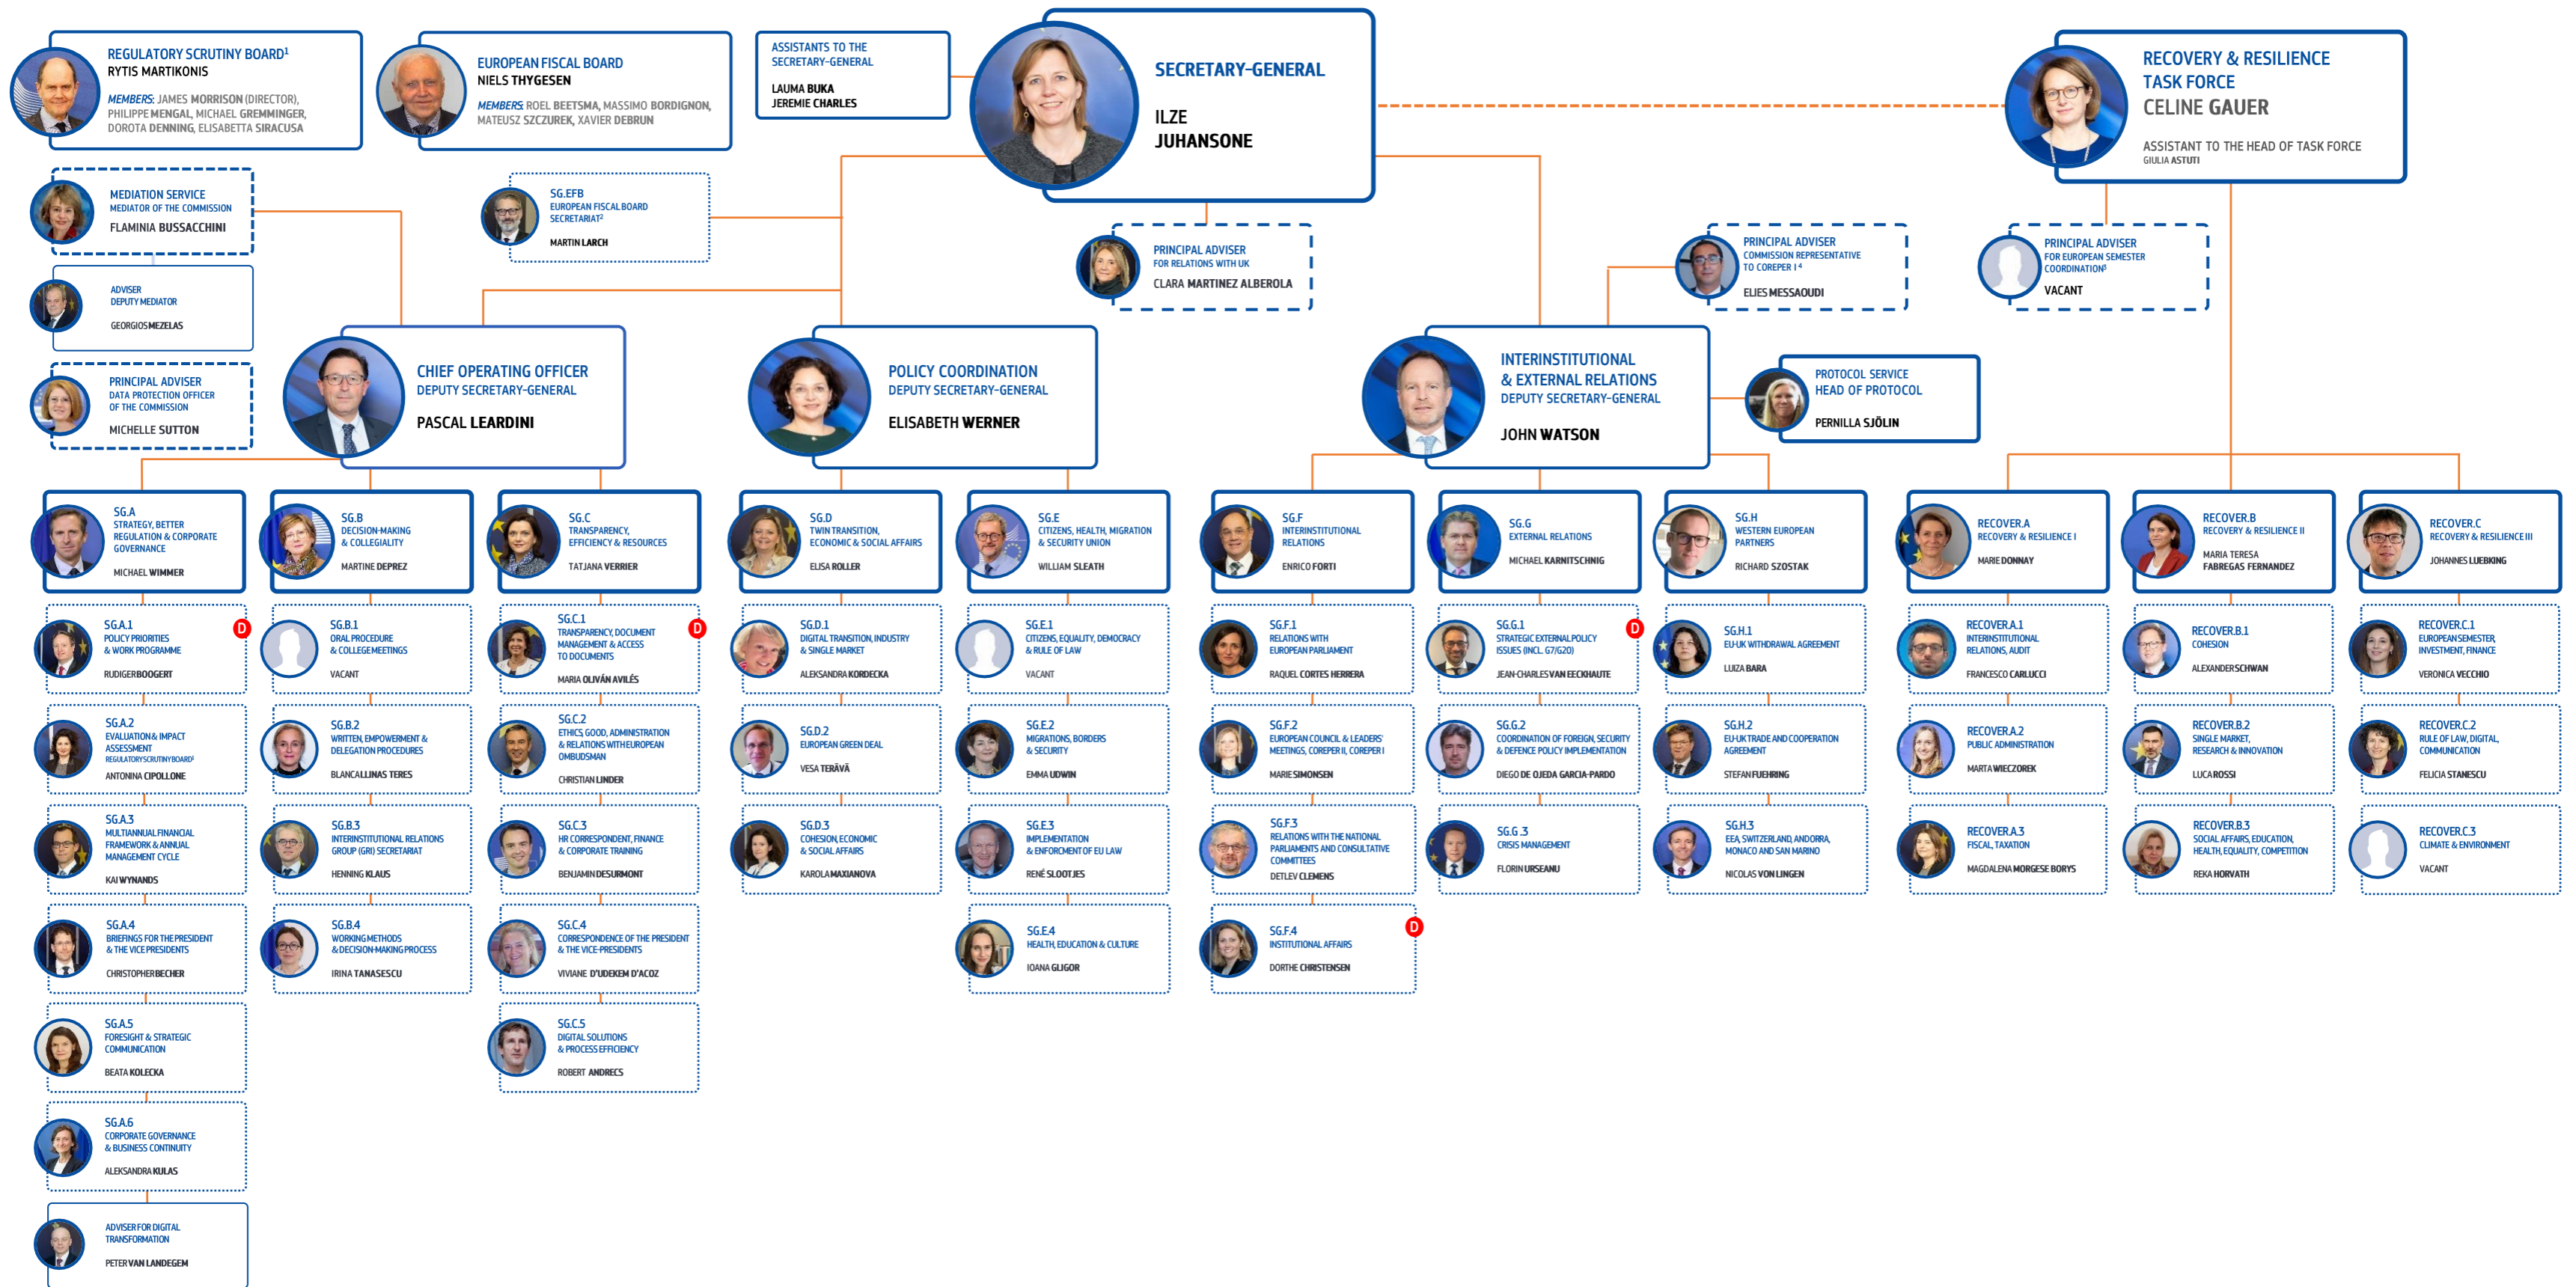 REGULATORY SCRUTINY BOARD1
RYTIS MARTIKONIS
MEMBERS: JAMES MORRISON (DIRECTOR),
PHILIPPE MENGAL, MICHAEL GREMMINGER,
DOROTA DENNING, ELISABETTA SIRACUSA
EUROPEAN FISCAL BOARD
NIELS THYGESEN
MEMBERS: ROEL BEETSMA, MASSIMO BORDIGNON,
MATEUSZ SZCZUREK, XAVIER DEBRUN
ASSISTANTS TO THE
SECRETARY-GENERAL
LAUMA BUKA
JEREMIE CHARLES
SECRETARY-GENERAL
ILZE
JUHANSONE
RECOVERY & RESILIENCE
TASK FORCE
CELINE GAUER
ASSISTANT TO THE HEAD OF TASK FORCE
GIULIA ASTUTI
MEDIATION SERVICE
MEDIATOR OF THE COMMISSION
FLAMINIA BUSSACCHINI
SG.EFB
EUROPEAN FISCAL BOARD
SECRETARIAT2
MARTIN LARCH
PRINCIPAL ADVISER
FOR RELATIONS WITH UK
CLARA MARTINEZ ALBEROLA
PRINCIPAL ADVISER
COMMISSION REPRESENTATIVE
TO COREPER I 4
ELIES MESSAOUDI
PRINCIPAL ADVISER
FOR EUROPEAN SEMESTER
COORDINATION5
VACANT
ADVISER
DEPUTY MEDIATOR
GEORGIOS MEZELAS
PRINCIPAL ADVISER
DATA PROTECTION OFFICER
OF THE COMMISSION
MICHELLE SUTTON
CHIEF OPERATING OFFICER
DEPUTY SECRETARY-GENERAL
PASCAL LEARDINI
POLICY COORDINATION
DEPUTY SECRETARY-GENERAL
ELISABETH WERNER
INTERINSTITUTIONAL
& EXTERNAL RELATIONS
DEPUTY SECRETARY-GENERAL
JOHN WATSON
PROTOCOL SERVICE
HEAD OF PROTOCOL
PERNILLA SJÖLIN
SG.A
STRATEGY, BETTER
REGULATION & CORPORATE
GOVERNANCE
MICHAEL WIMMER
SG.B
DECISION-MAKING
& COLLEGIALITY
MARTINE DEPREZ
SG.C
TRANSPARENCY,
EFFICIENCY & RESOURCES
TATJANA VERRIER
SG.D
TWIN TRANSITION,
ECONOMIC & SOCIAL AFFAIRS
ELISA ROLLER
SG.E
CITIZENS, HEALTH, MIGRATION
& SECURITY UNION
WILLIAM SLEATH
SG.F
INTERINSTITUTIONAL
RELATIONS
ENRICO FORTI
SG.G
EXTERNAL RELATIONS
MICHAEL KARNITSCHNIG
SG.H
WESTERN EUROPEAN
PARTNERS
RICHARD SZOSTAK
RECOVER.A
RECOVERY & RESILIENCE I
MARIE DONNAY
RECOVER.B
RECOVERY & RESILIENCE II
MARIA TERESA
FABREGAS FERNANDEZ
RECOVER.C
RECOVERY & RESILIENCE III
JOHANNES LUEBKING
SG.A.1
POLICY PRIORITIES
& WORK PROGRAMME
RUDIGER BOOGERT
D
SG.B.1
ORAL PROCEDURE
& COLLEGE MEETINGS
VACANT
SG.C.1
TRANSPARENCY, DOCUMENT
MANAGEMENT & ACCESS
TO DOCUMENTS
MARIA OLIVÁN AVILÉS
D
SG.D.1
DIGITAL TRANSITION, INDUSTRY
& SINGLE MARKET
ALEKSANDRA KORDECKA
SG.E.1
CITIZENS, EQUALITY, DEMOCRACY
& RULE OF LAW
VACANT
SG.F.1
RELATIONS WITH
EUROPEAN PARLIAMENT
RAQUEL CORTES HERRERA
SG.G.1
STRATEGIC EXTERNAL POLICY
ISSUES (INCL. G7/G20)
JEAN-CHARLES VAN EECKHAUTE
D
SG.H.1
EU-UK WITHDRAWAL AGREEMENT
LUIZA BARA
RECOVER.A.1
INTERINSTITUTIONAL
RELATIONS, AUDIT
FRANCESCO CARLUCCI
RECOVER.B.1
COHESION
ALEXANDER SCHWAN
RECOVER.C.1
EUROPEAN SEMESTER,
INVESTMENT, FINANCE
VERONICA VECCHIO
SG.A.2
EVALUATION & IMPACT
ASSESSMENT
REGULATORY SCRUTINY BOARD1
ANTONINA CIPOLLONE
SG.B.2
WRITTEN, EMPOWERMENT &
DELEGATION PROCEDURES
BLANCA LLINAS TERES
SG.C.2
ETHICS, GOOD, ADMINISTRATION
& RELATIONS WITH EUROPEAN
OMBUDSMAN
CHRISTIAN LINDER
SG.D.2
EUROPEAN GREEN DEAL
VESA TERÄVÄ
SG.E.2
MIGRATIONS, BORDERS
& SECURITY
EMMA UDWIN
SG.F.2
EUROPEAN COUNCIL & LEADERS'
MEETINGS, COREPER II, COREPER I
MARIE SIMONSEN
SG.G.2
COORDINATION OF FOREIGN, SECURITY
& DEFENCE POLICY IMPLEMENTATION
DIEGO DE OJEDA GARCIA-PARDO
SG.H.2
EU-UK TRADE AND COOPERATION
AGREEMENT
STEFAN FUEHRING
RECOVER.A.2
PUBLIC ADMINISTRATION
MARTA WIECZOREK
RECOVER.B.2
SINGLE MARKET,
RESEARCH & INNOVATION
LUCA ROSSI
RECOVER.C.2
RULE OF LAW, DIGITAL,
COMMUNICATION
FELICIA STANESCU
SG.A.3
MULTIANNUAL FINANCIAL
FRAMEWORK & ANNUAL
MANAGEMENT CYCLE
KAI WYNANDS
SG.B.3
INTERINSTITUTIONAL RELATIONS
GROUP (GRI) SECRETARIAT
HENNING KLAUS
SG.C.3
HR CORRESPONDENT, FINANCE
& CORPORATE TRAINING
BENJAMIN DESURMONT
SG.D.3
COHESION, ECONOMIC
& SOCIAL AFFAIRS
KAROLA MAXIANOVA
SG.E.3
IMPLEMENTATION
& ENFORCMENT OF EU LAW
RENÉ SLOOTJES
SG.F.3
RELATIONS WITH THE NATIONAL
PARLIAMENTS AND CONSULTATIVE
COMMITTEES
DETLEV CLEMENS
SG.G .3
CRISIS MANAGEMENT
FLORIN URSEANU
SG.H.3
EEA, SWITZERLAND, ANDORRA,
MONACO AND SAN MARINO
NICOLAS VON LINGEN
RECOVER.A.3
FISCAL, TAXATION
MAGDALENA MORGESE BORYS
RECOVER.B.3
SOCIAL AFFAIRS, EDUCATION,
HEALTH, EQUALITY, COMPETITION
REKA HORVATH
RECOVER.C.3
CLIMATE & ENVIRONMENT
VACANT
SG.A.4
BRIEFINGS FOR THE PRESIDENT
& THE VICE PRESIDENTS
CHRISTOPHER BECHER
SG.B.4
WORKING METHODS
& DECISION-MAKING PROCESS
IRINA TANASESCU
SG.C.4
CORRESPONDENCE OF THE PRESIDENT
& THE VICE-PRESIDENTS
VIVIANE D'UDEKEM D'ACOZ
SG.E.4
HEALTH, EDUCATION & CULTURE
IOANA GLIGOR
SG.F.4
INSTITUTIONAL AFFAIRS
DORTHE CHRISTENSEN
D
SG.A.5
FORESIGHT & STRATEGIC
COMMUNICATION
BEATA KOLECKA
SG.C.5
DIGITAL SOLUTIONS
& PROCESS EFFICIENCY
ROBERT ANDRECS
SG.A.6
CORPORATE GOVERNANCE
& BUSINESS CONTINUITY
ALEKSANDRA KULAS
ADVISER FOR DIGITAL
TRANSFORMATION
PETER VAN LANDEGEM